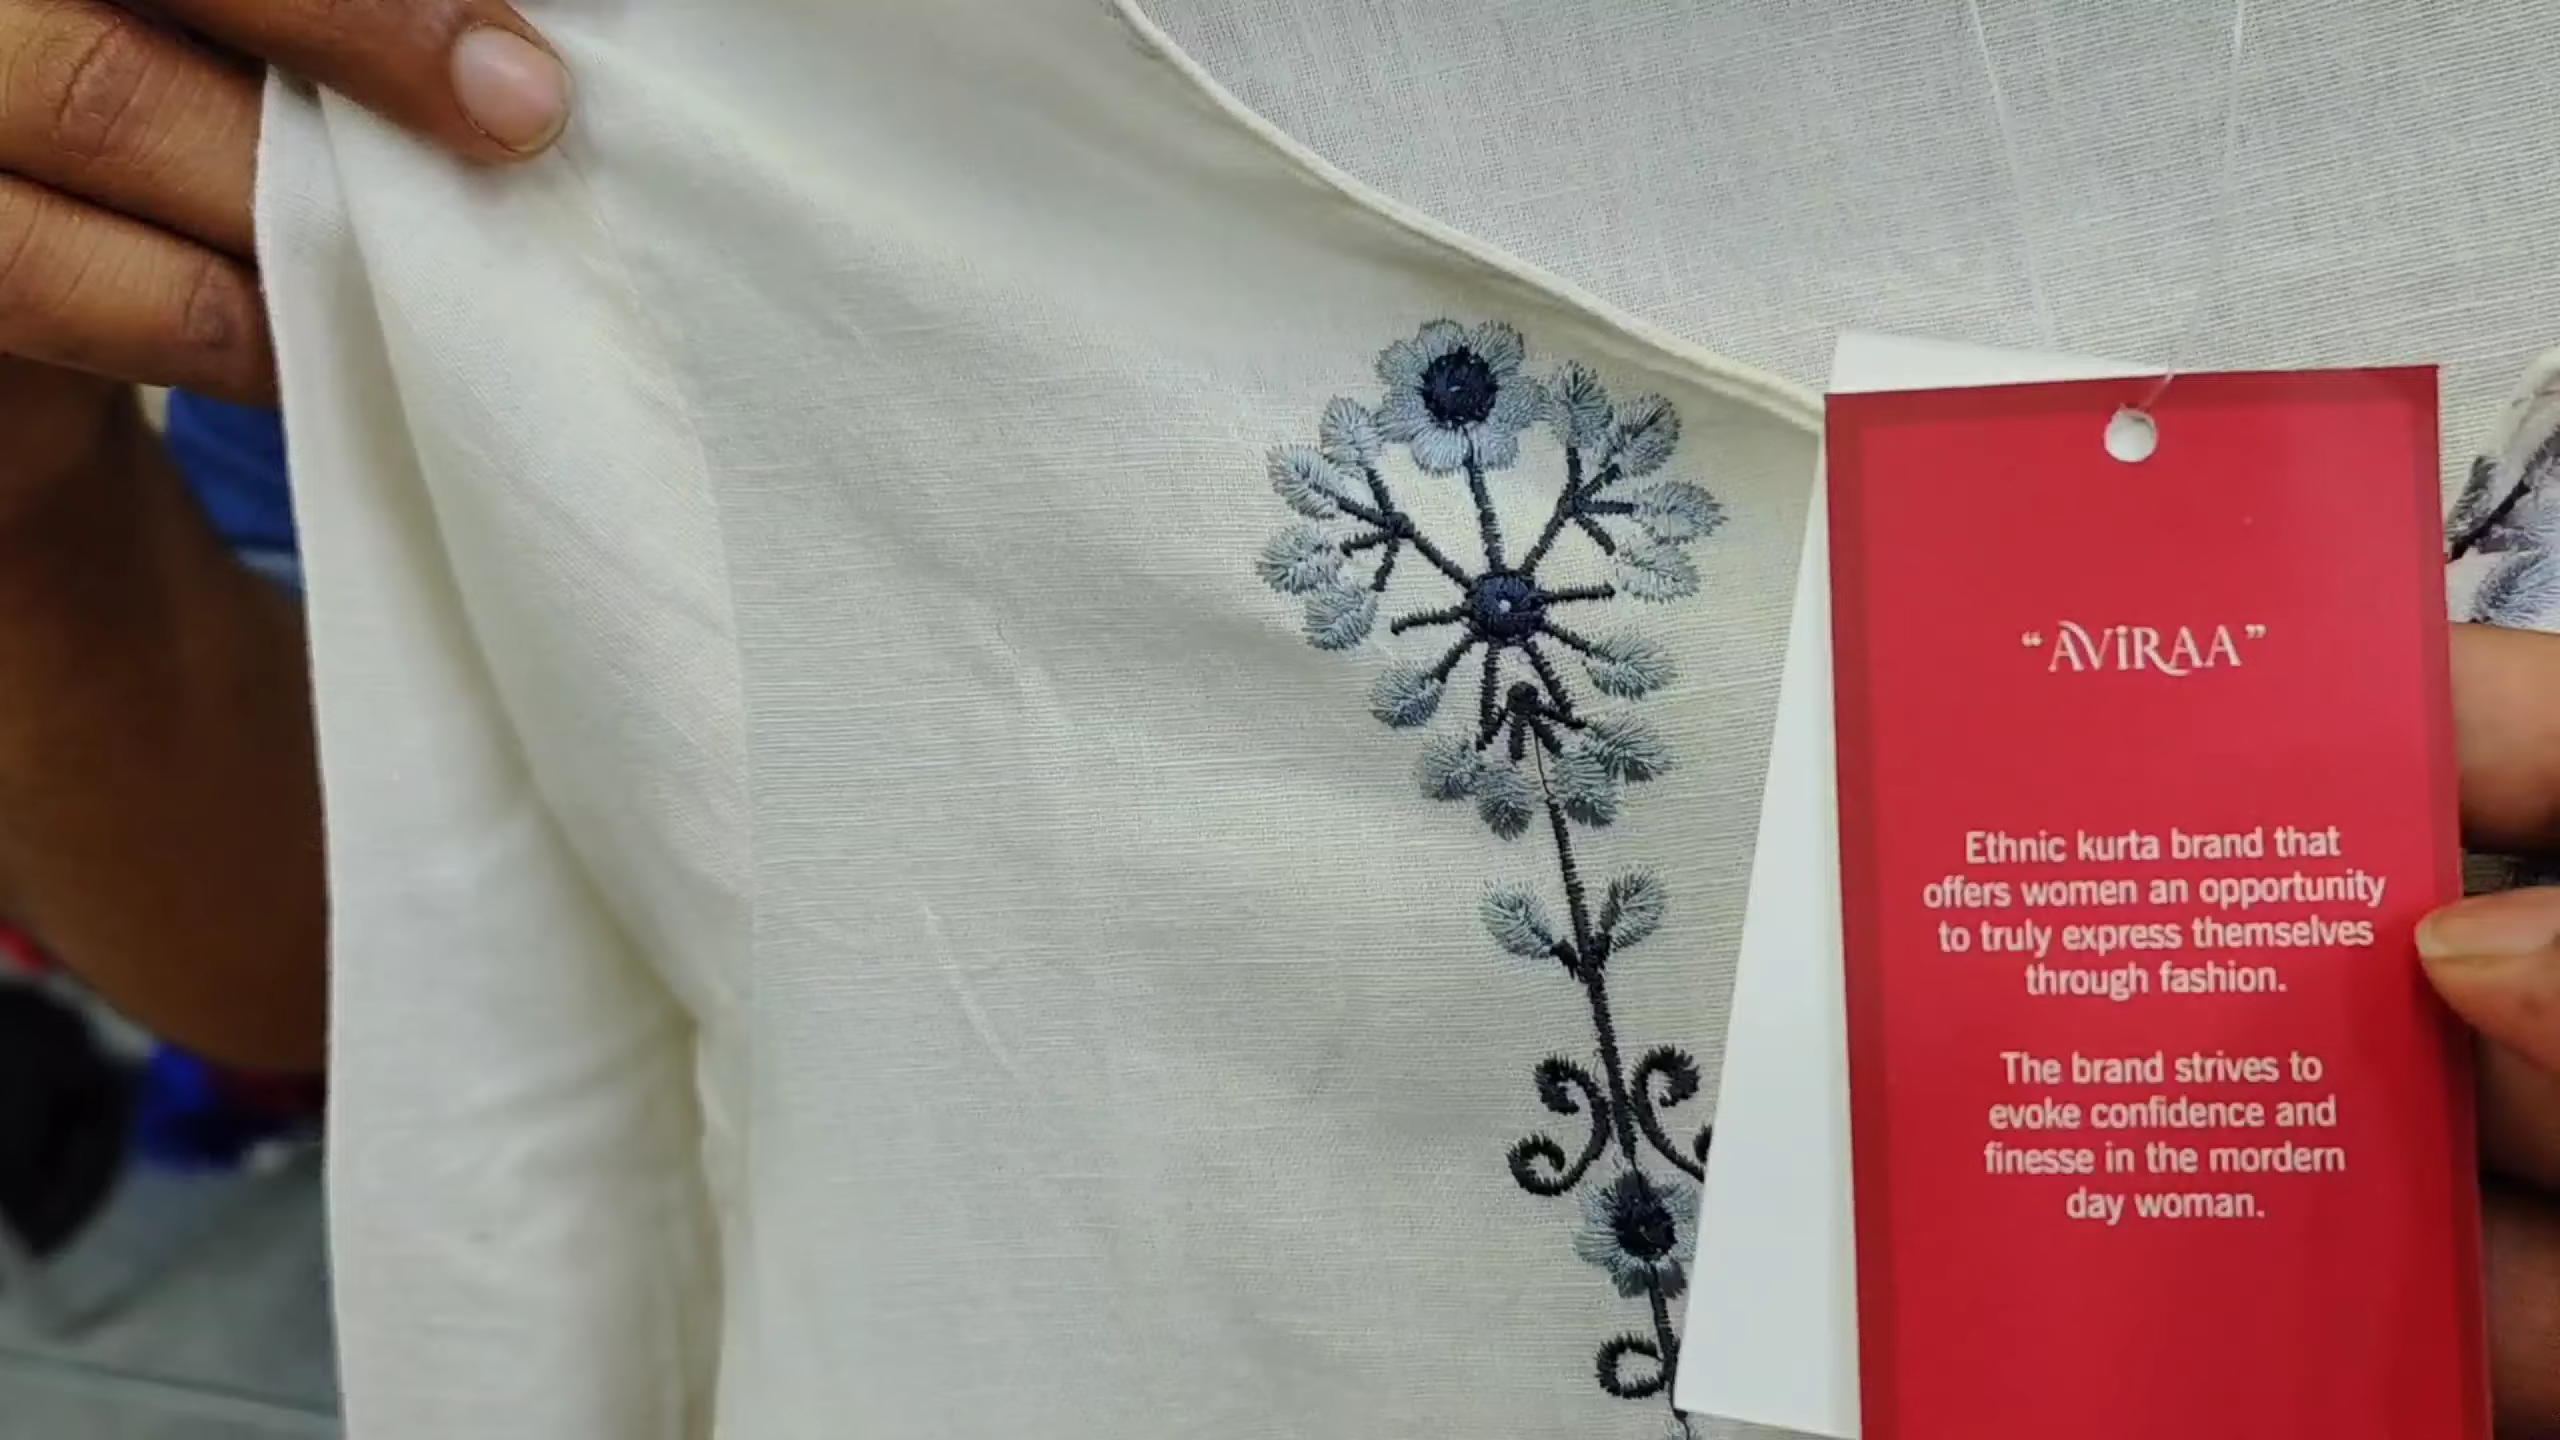 “AViRAA”
Ethnic kurta brand that
offers women an opportunity
to truly express themselves
through fashion.
The brand strives to
evoke confidence and
finesse in the mordern
day woman.